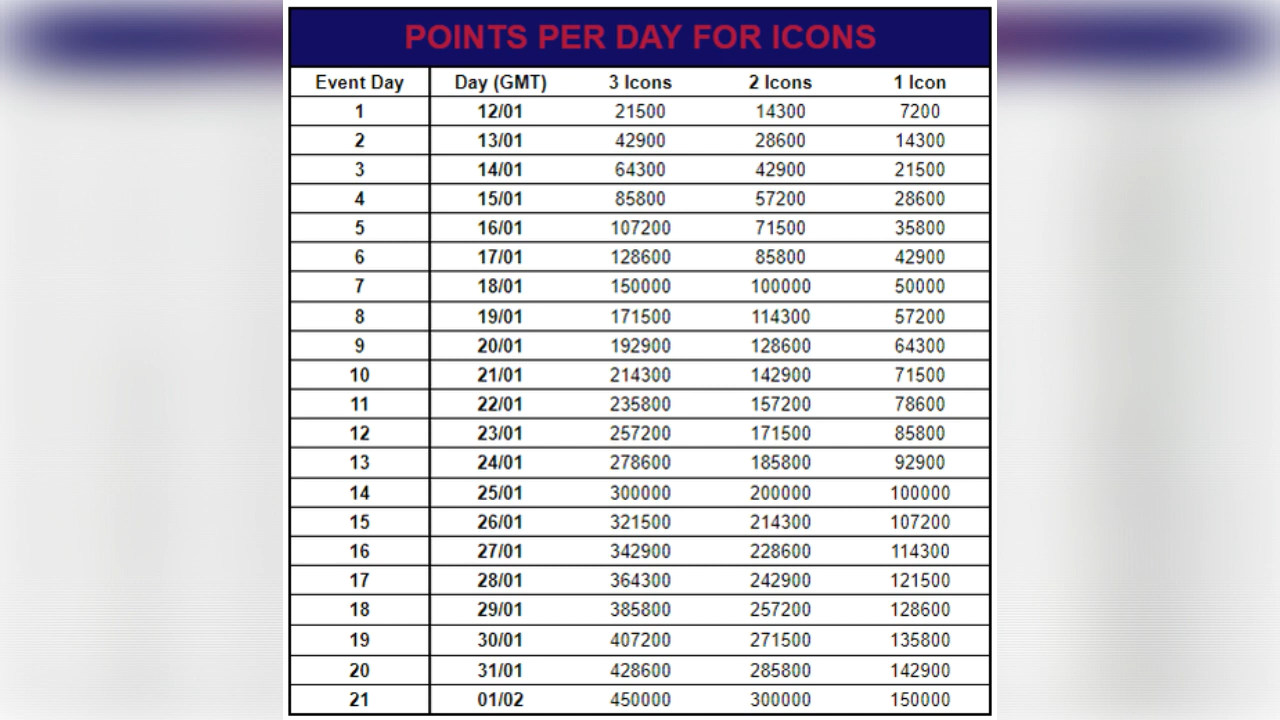 POINTS PER DAY FOR ICONS
Event Day Day (GMT) 3 Icons 2 Icons 1 Icon
1 12/01 21500 14300 7200
2 13/01 42900 28600 14300
3 14/01 64300 42900 21500
4 15/01 85800 57200 28600
5 16/01 107200 71500 35800
6 17/01 128600 85800 42900
7 18/01 150000 100000 50000
8 19/01 171500 114300 57200
9 20/01 192900 128600 64300
10 21/01 214300 142900 71500
11 22/01 235800 157200 78600
12 23/01 257200 171500 85800
13 24/01 278600 185800 92900
14 25/01 300000 200000 100000
15 26/01 321500 214300 107200
16 27/01 342900 228600 114300
17 28/01 364300 242900 121500
18 29/01 385800 257200 128600
19 30/01 407200 271500 135800
20 31/01 428600 285800 142900
21 01/02 450000 300000 150000